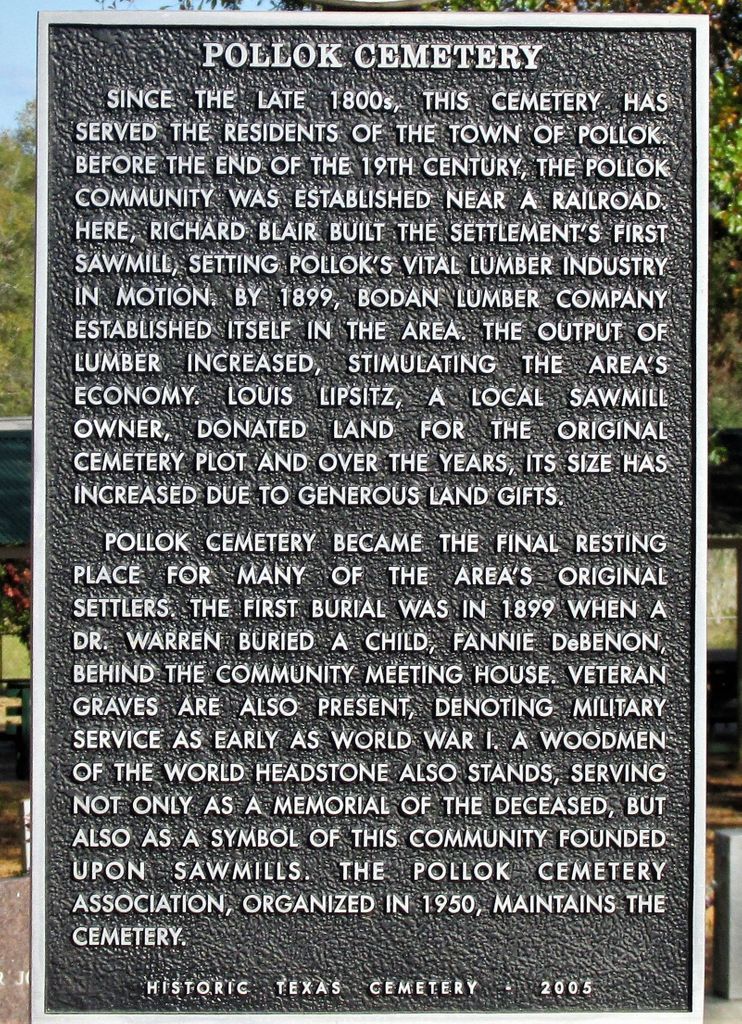 POLLOK CEMETERY
SINCE THE LATE 1800s, THIS CEMETERY HAS
SERVED THE RESIDENTS OF THE TOWN OF POLLOK.
BEFORE THE END OF THE 19TH CENTURY, THE POLLOK
COMMUNITY WAS ESTABLISHED NEAR A RAILROAD.
HERE, RICHARD BLAIR BUILT THE SETTLEMENT'S FIRST
SAWMILL, SETTING POLLOK'S VITAL LUMBER INDUSTRY
IN MOTION. BY 1899, BODAN LUMBER COMPANY
ESTABLISHED ITSELF IN THE AREA. THE OUTPUT OF
LUMBER INCREASED, STIMULATING THE AREA'S
ECONOMY. LOUIS LIPSITZ, A LOCAL SAWMILL
OWNER, DONATED LAND FOR THE ORIGINAL
CEMETERY PLOT AND OVER THE YEARS, ITS SIZE HAS
INCREASED DUE TO GENEROUS LAND GIFTS.
POLLOK CEMETERY BECAME THE FINAL RESTING
PLACE FOR MANY OF THE AREA'S ORIGINAL
SETTLERS. THE FIRST BURIAL WAS IN 1899 WHEN A
DR. WARREN BURIED A CHILD, FANNIE DeBENON,
BEHIND THE COMMUNITY MEETING HOUSE. VETERAN
GRAVES ARE ALSO PRESENT, DENOTING MILITARY
SERVICE AS EARLY AS WORLD WAR I. A WOODMEN
OF THE WORLD HEADSTONE ALSO STANDS, SERVING
NOT ONLY AS A MEMORIAL OF THE DECEASED, BUT
ALSO AS A SYMBOL OF THIS COMMUNITY FOUNDED
UPON SAWMILLS. THE POLLOK CEMETERY
ASSOCIATION, ORGANIZED IN 1950, MAINTAINS THE
CEMETERY.
HISTORIC TEXAS CEMETERY - 2005